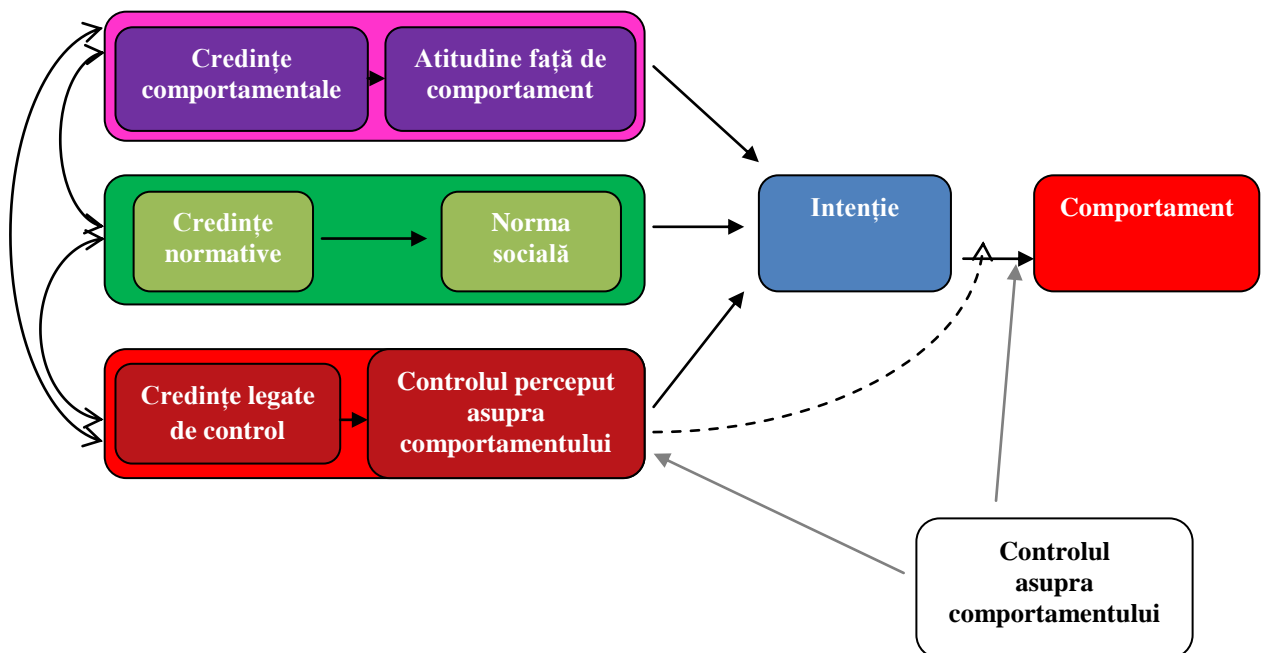 Credințe
comportamentale
Atitudine față de
comportament
Credințe
normative
Norma
socială
Intenție
Comportament
Credințe legate
de control
Controlul perceput
asupra
comportamentului
Controlul
asupra
comportamentului